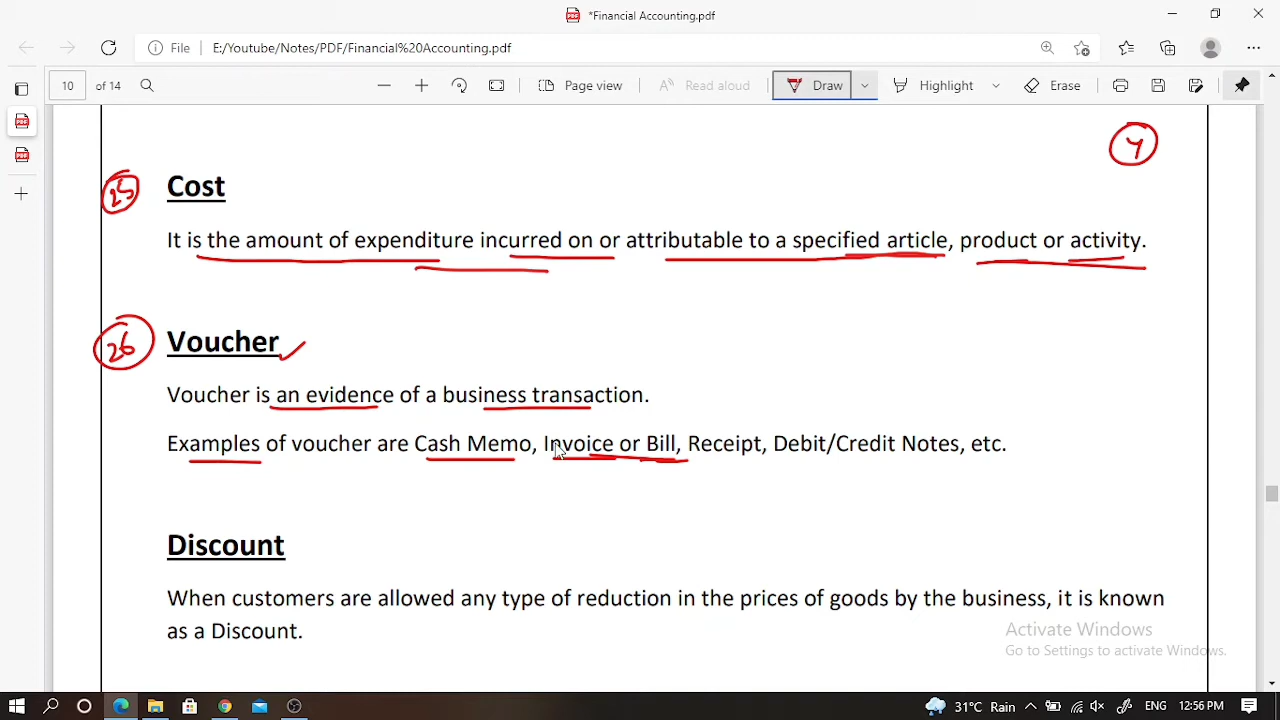 *Financial Accounting.pdf
File
E:/Youtube/Notes/PDF/Financial%20Accounting.pdf
10 of 14
Page view
Read aloud
Draw
Highlight
Erase
4
25
Cost
It is the amount of expenditure incurred on or attributable to a specified article, product or activity.
26
Voucher
Voucher is an evidence of a business transaction.
Examples of voucher are Cash Memo, Invoice or Bill, Receipt, Debit/Credit Notes, etc.
Discount
When customers are allowed any type of reduction in the prices of goods by the business, it is known
as a Discount.
Activate Windows
Go to Settings to activate Windows.
31°C Rain
ENG
12:56 PM